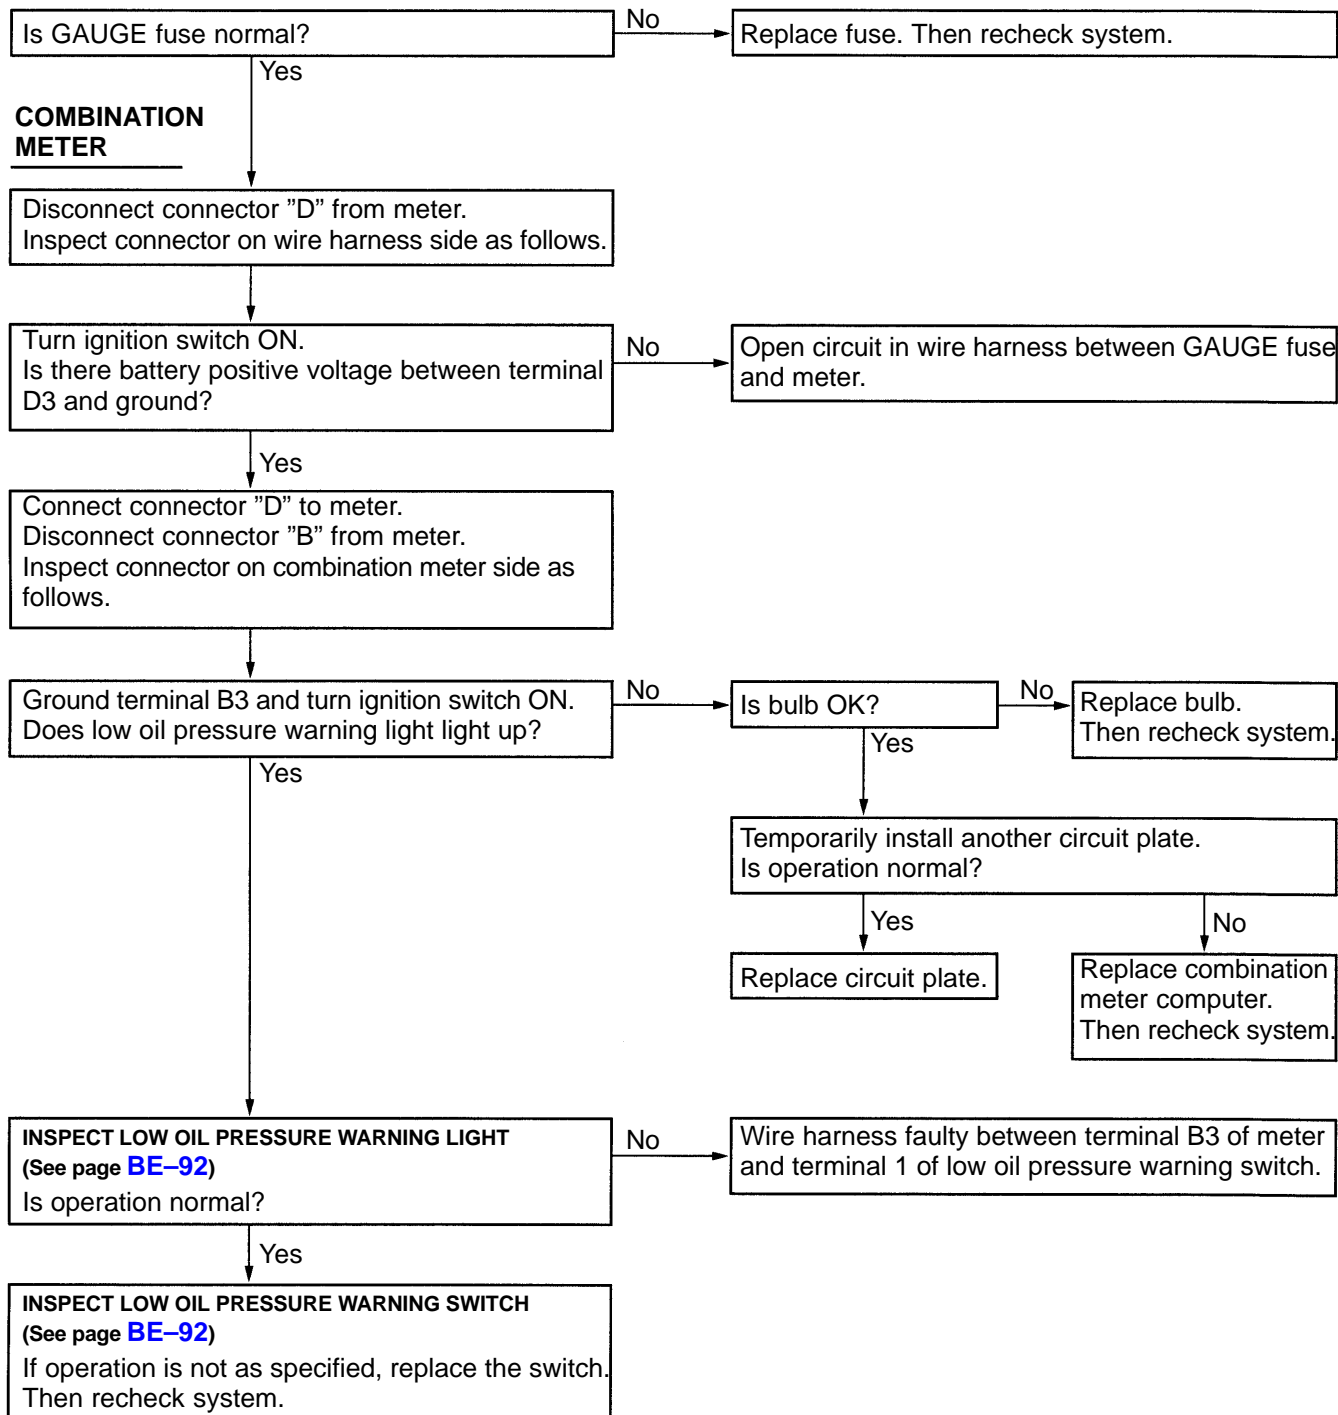 Is GAUGE fuse normal?
No
Replace fuse. Then recheck system.
Yes
COMBINATION
METER
Disconnect connector ”D” from meter.
Inspect connector on wire harness side as follows.
Turn ignition switch ON.
Is there battery positive voltage between terminal
D3 and ground?
No
Open circuit in wire harness between GAUGE fuse
and meter.
Yes
Connect connector ”D” to meter.
Disconnect connector ”B” from meter.
Inspect connector on combination meter side as
follows.
Ground terminal B3 and turn ignition switch ON.
Does low oil pressure warning light light up?
No
Is bulb OK?
No
Replace bulb.
Then recheck system.
Yes
Yes
Temporarily install another circuit plate.
Is operation normal?
Yes
No
Replace circuit plate.
Replace combination
meter computer.
Then recheck system.
INSPECT LOW OIL PRESSURE WARNING LIGHT
(See page BE–92)
Is operation normal?
No
Wire harness faulty between terminal B3 of meter
and terminal 1 of low oil pressure warning switch.
Yes
INSPECT LOW OIL PRESSURE WARNING SWITCH
(See page BE–92)
If operation is not as specified, replace the switch.
Then recheck system.